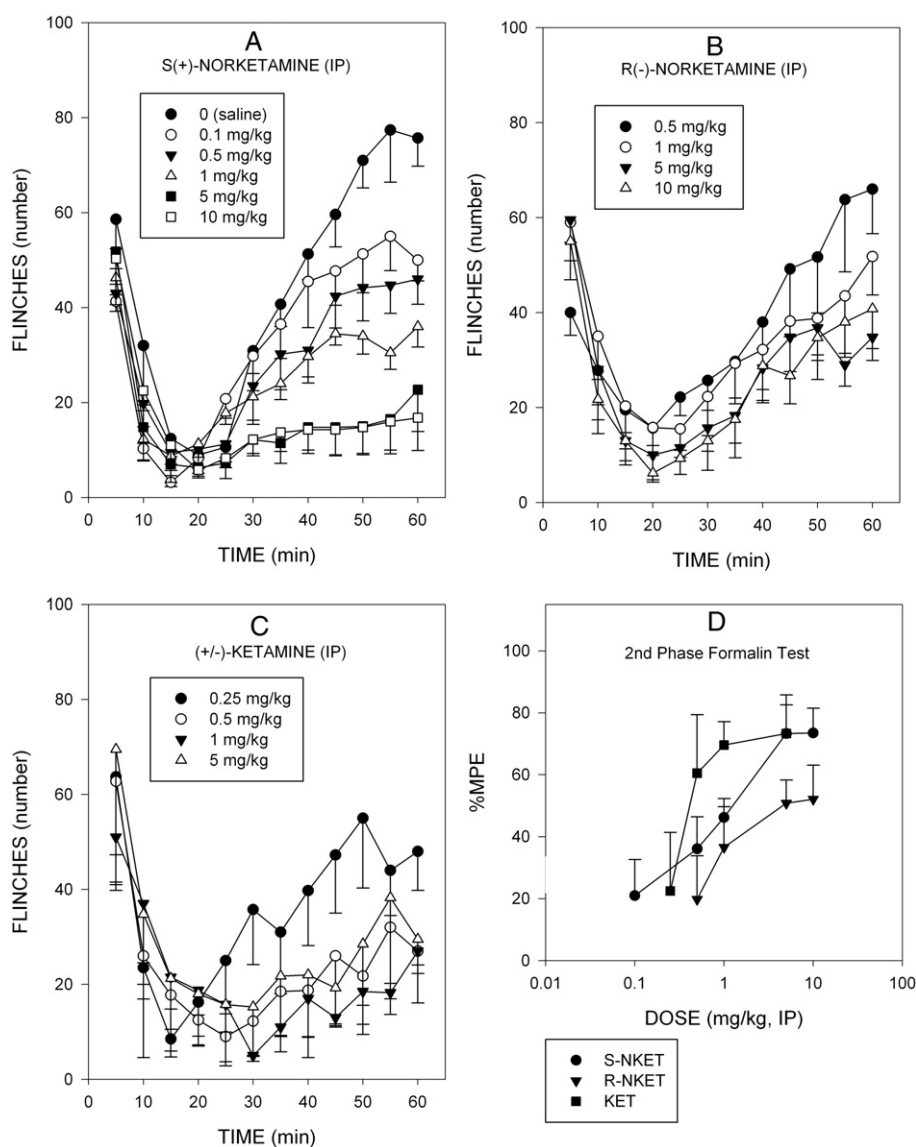 A
S(+)-NORKETAMINE (IP)
0 (saline)
0.1 mg/kg
0.5 mg/kg
1 mg/kg
5 mg/kg
10 mg/kg
FLINCHES (number)
100
80
60
40
20
0
0 10 20 30 40 50 60
TIME (min)
B
R(-)-NORKETAMINE (IP)
0.5 mg/kg
1 mg/kg
5 mg/kg
10 mg/kg
FLINCHES (number)
100
80
60
40
20
0
0 10 20 30 40 50 60
TIME (min)
C
(+/-)-KETAMINE (IP)
0.25 mg/kg
0.5 mg/kg
1 mg/kg
5 mg/kg
FLINCHES (number)
100
80
60
40
20
0
0 10 20 30 40 50 60
TIME (min)
D
2nd Phase Formalin Test
%MPE
100
80
60
40
20
0
0.01 0.1 1 10 100
DOSE (mg/kg, IP)
S-NKET
R-NKET
KET